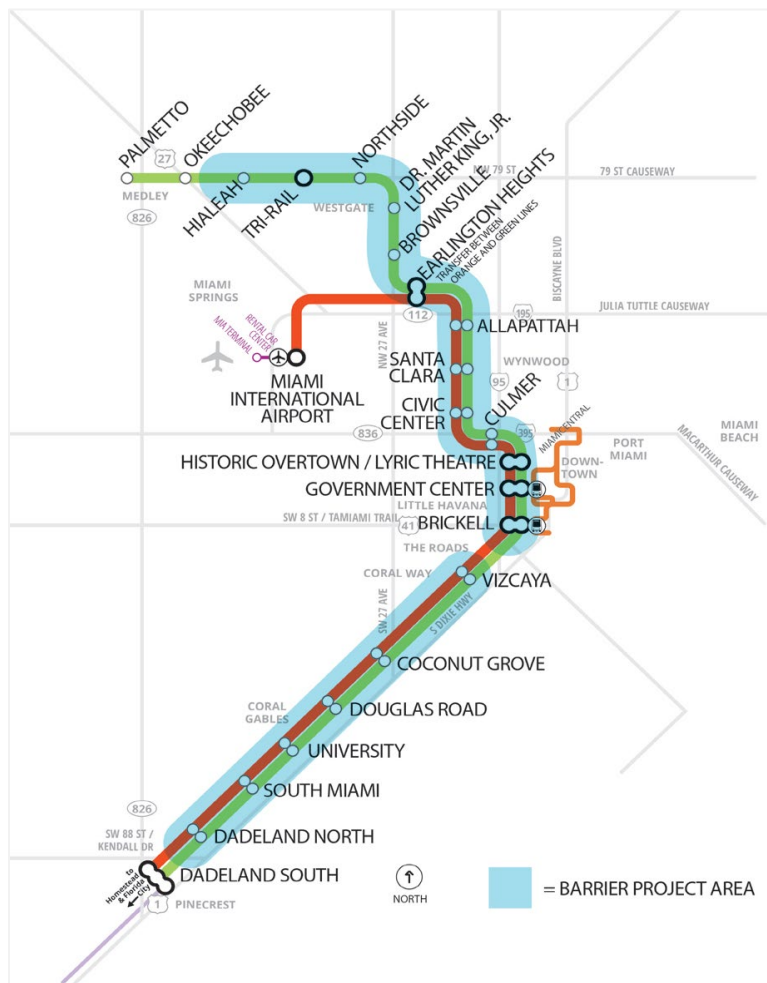 PALMETTO
27
OKEECHOBEE
MEDLEY
826
HIALEAH
TRI-RAIL
NORTHSIDE
WESTGATE
DR. MARTIN
LUTHER KING, JR.
NW 79 ST
79 ST CAUSEWAY
BROWNSVILLE
EARLINGTON HEIGHTS
TRANSFER BETWEEN
ORANGE AND GREEN LINES
BISCAYNE BLVD
MIAMI
SPRINGS
112
195
JULIA TUTTLE CAUSEWAY
RENTAL CAR
CENTER
MIA TERMINAL
NW 27 AVE
ALLAPATTAH
MIAMI
INTERNATIONAL
AIRPORT
SANTA
CLARA
WYNWOOD
95
1
CIVIC
CENTER
CULMER
836
395
MIAMICENTRAL
PORT
MIAMI
MIAMI
BEACH
MACARTHUR CAUSEWAY
HISTORIC OVERTOWN / LYRIC THEATRE
DOWN-
TOWN
GOVERNMENT CENTER
LITTLE HAVANA
SW 8 ST / TAMIAMI TRAIL
41
BRICKELL
THE ROADS
CORAL WAY
VIZCAYA
SW 27 AVE
S DIXIE HWY
COCONUT GROVE
CORAL
GABLES
DOUGLAS ROAD
UNIVERSITY
SOUTH MIAMI
826
SW 88 ST /
KENDALL DR
DADELAND NORTH
DADELAND SOUTH
to
Homestead
& Florida
City
1
PINECREST
NORTH
= BARRIER PROJECT AREA